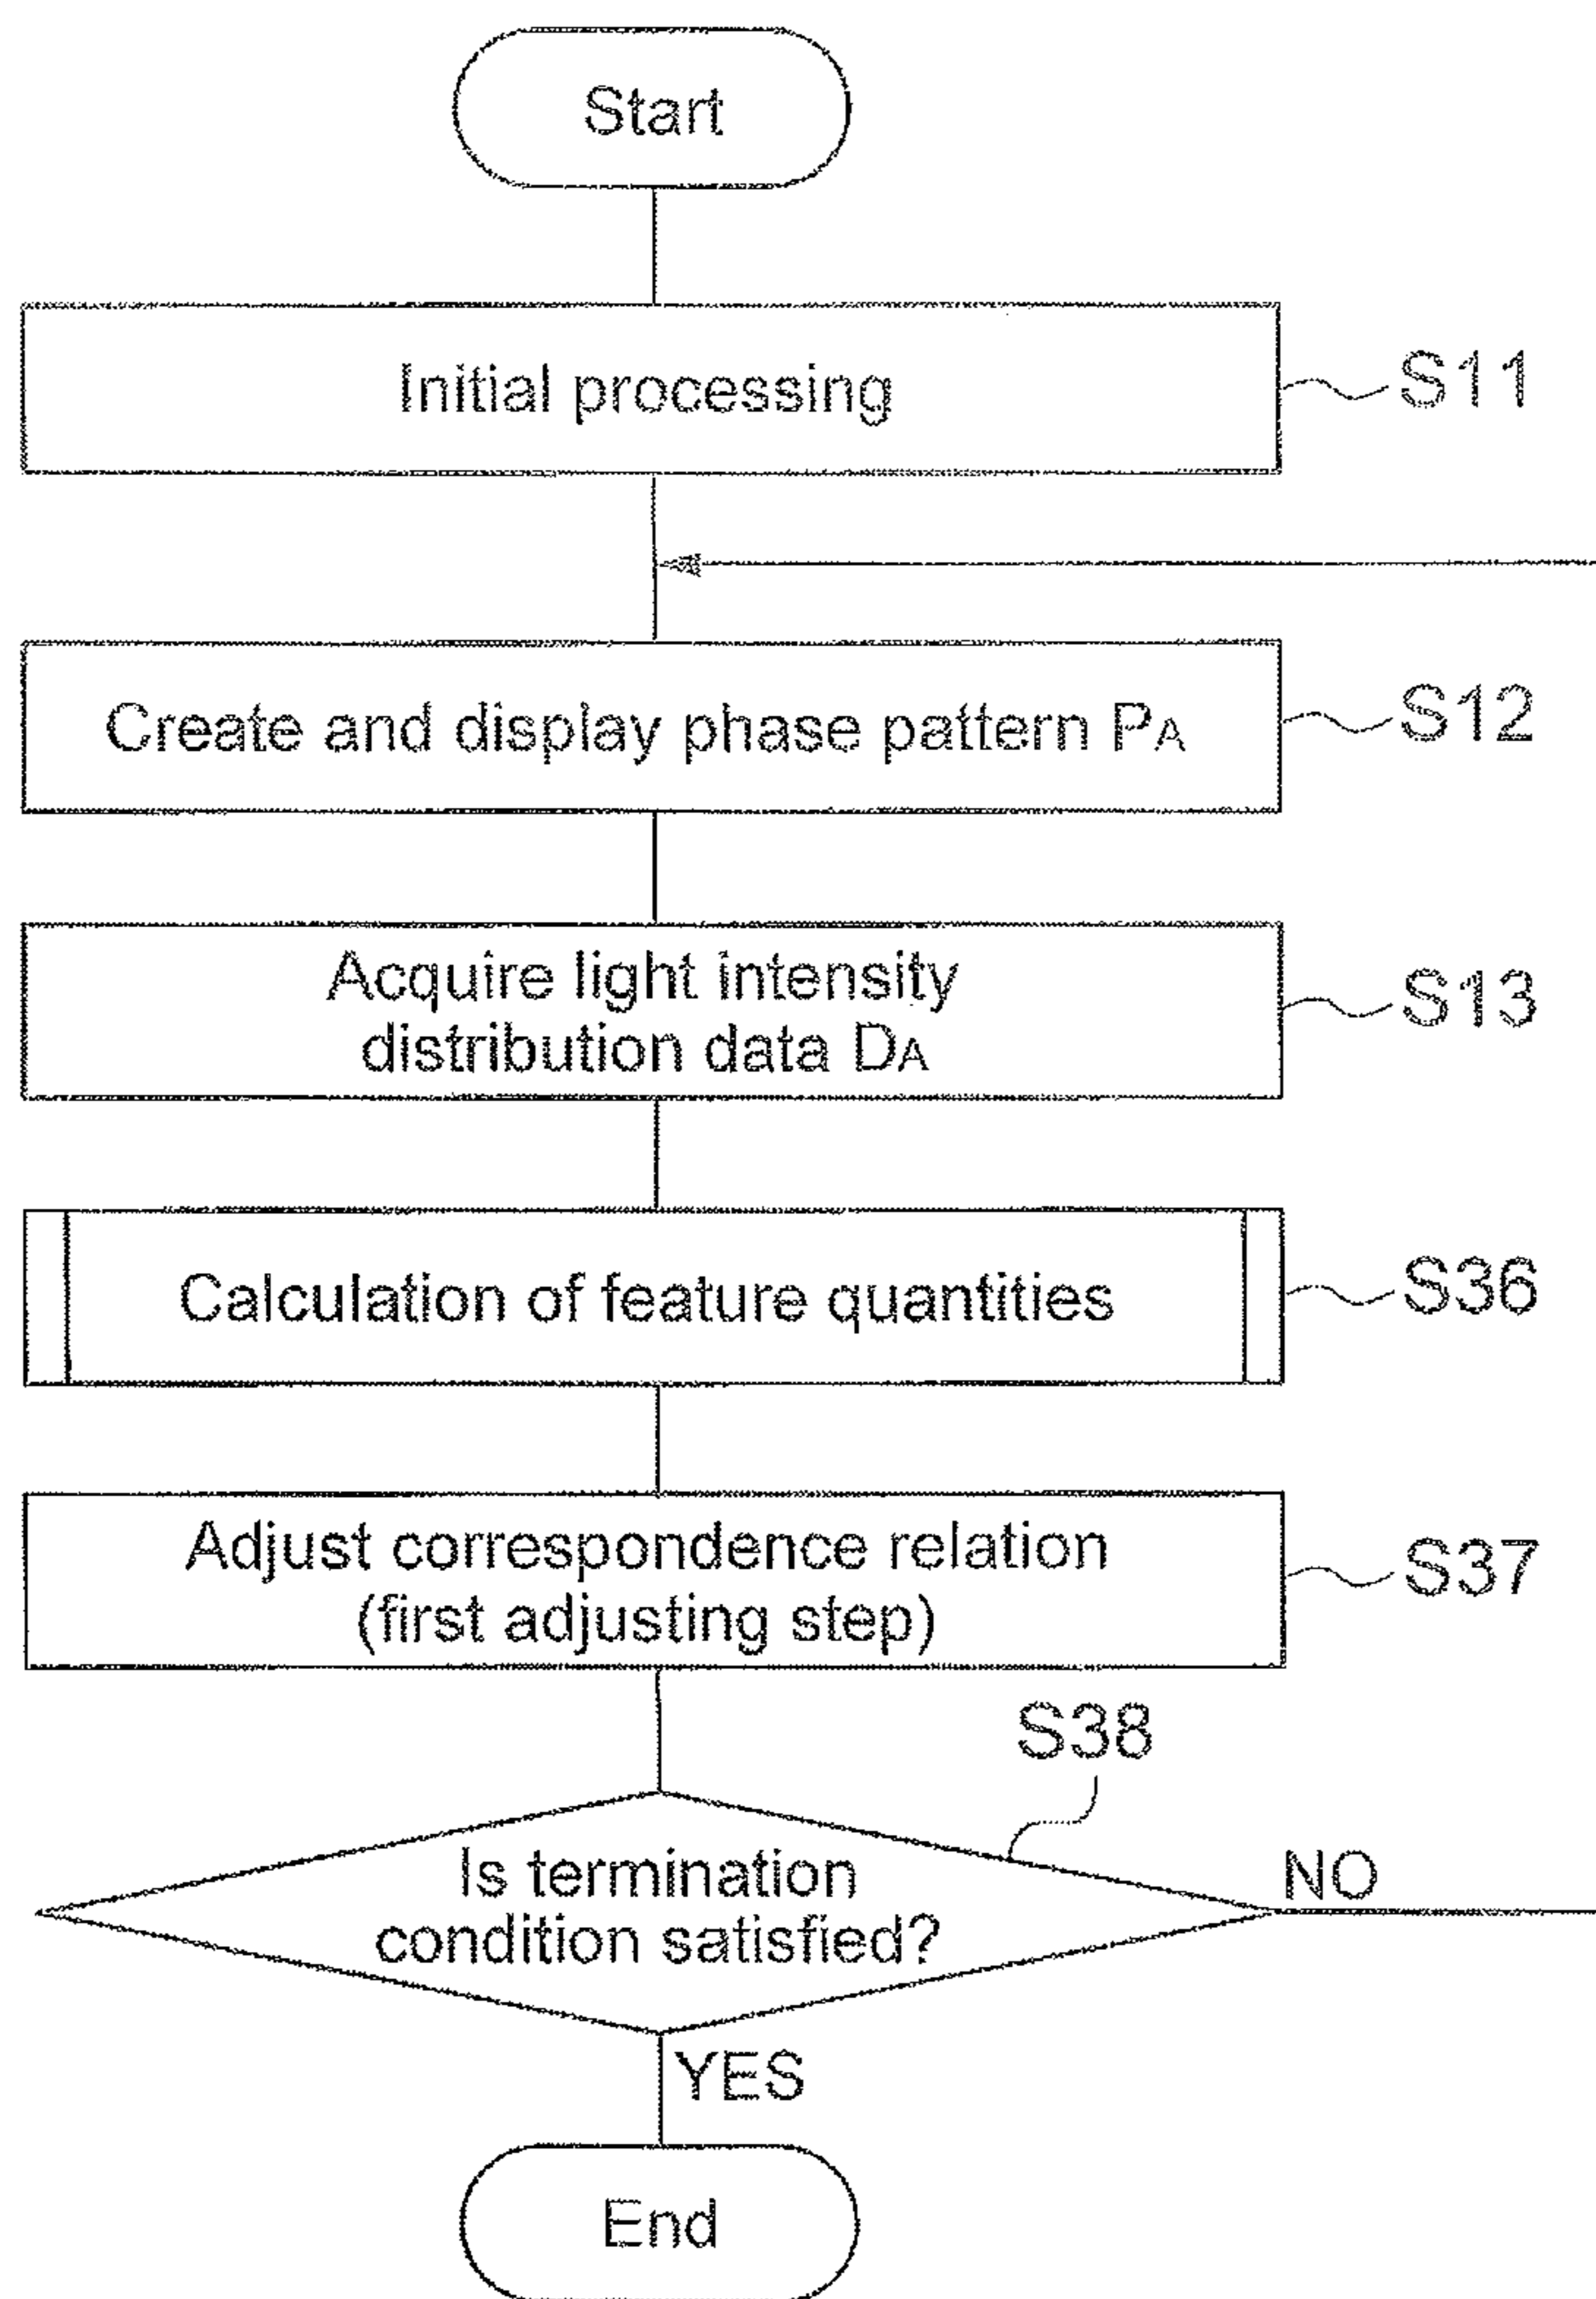 Start
Initial processing
S11
Create and display phase pattern PA
S12
Acquire light intensity
distribution data DA
S13
Calculation of feature quantities
S36
Adjust correspondence relation
(first adjusting step)
S37
S38
Is termination
condition satisfied?
NO
YES
End